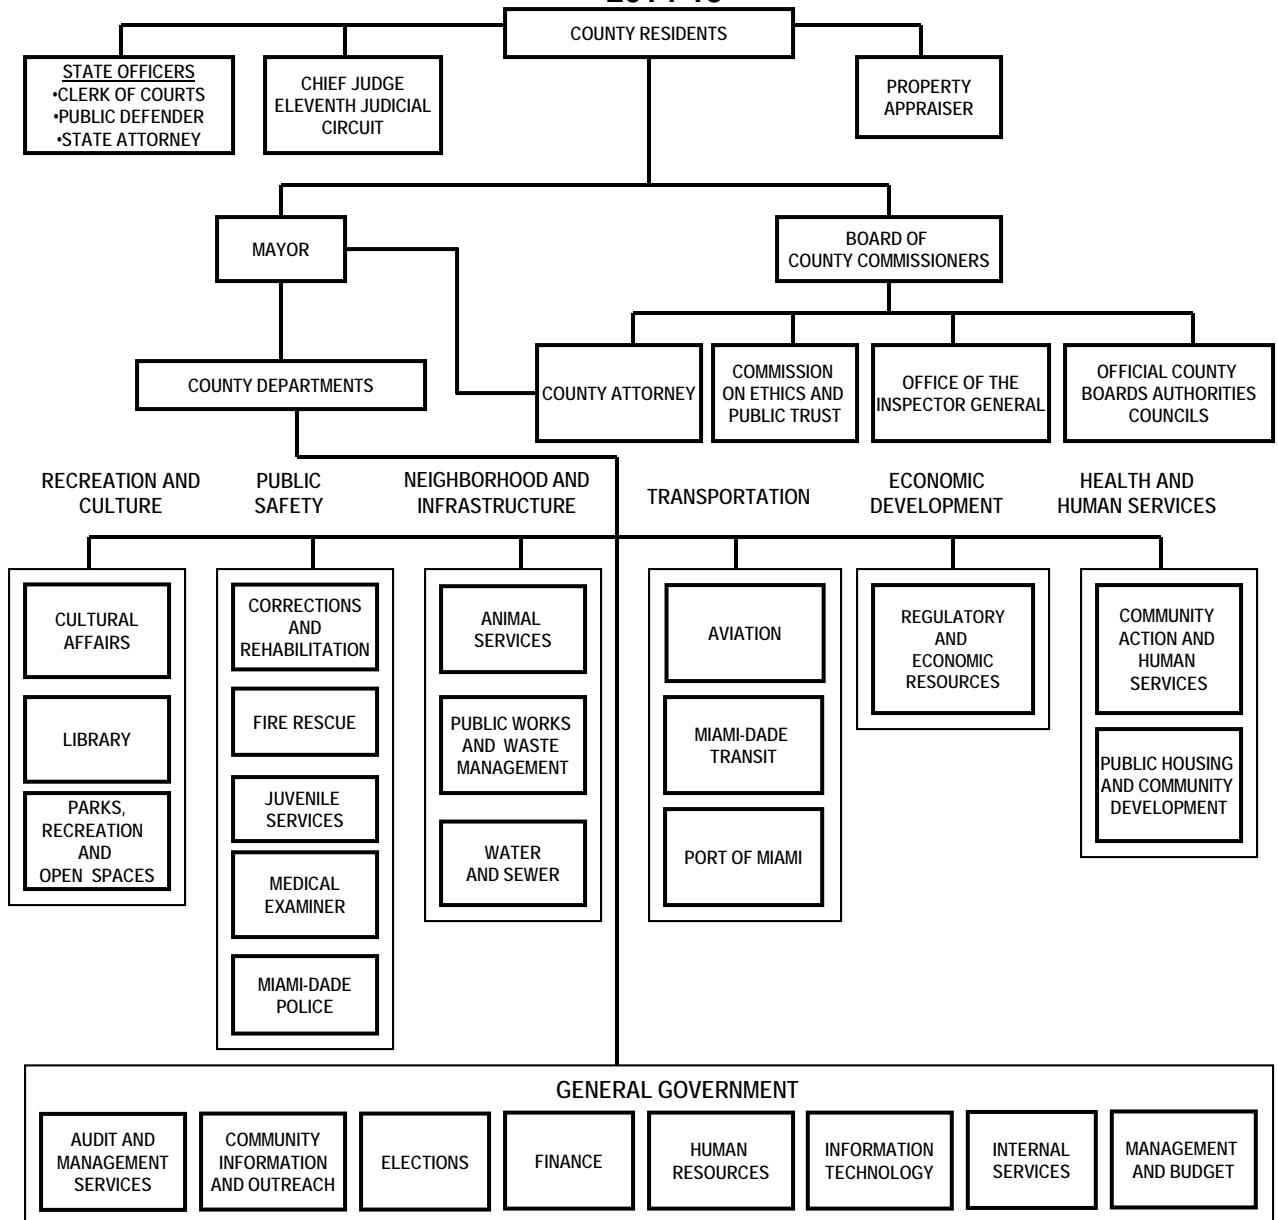 COUNTY RESIDENTS
STATE OFFICERS
•CLERK OF COURTS
•PUBLIC DEFENDER
•STATE ATTORNEY
CHIEF JUDGE
ELEVENTH JUDICIAL
CIRCUIT
PROPERTY
APPRAISER
MAYOR
BOARD OF
COUNTY COMMISSIONERS
COUNTY DEPARTMENTS
COUNTY ATTORNEY
COMMISSION
ON ETHICS AND
PUBLIC TRUST
OFFICE OF THE
INSPECTOR GENERAL
OFFICIAL COUNTY
BOARDS AUTHORITIES
COUNCILS
RECREATION AND
CULTURE
PUBLIC
SAFETY
NEIGHBORHOOD AND
INFRASTRUCTURE
TRANSPORTATION
ECONOMIC
DEVELOPMENT
HEALTH AND
HUMAN SERVICES
CULTURAL
AFFAIRS
LIBRARY
PARKS,
RECREATION
AND
OPEN SPACES
CORRECTIONS
AND
REHABILITATION
FIRE RESCUE
JUVENILE
SERVICES
MEDICAL
EXAMINER
MIAMI-DADE
POLICE
ANIMAL
SERVICES
PUBLIC WORKS
AND WASTE
MANAGEMENT
WATER
AND SEWER
AVIATION
MIAMI-DADE
TRANSIT
PORT OF MIAMI
REGULATORY
AND
ECONOMIC
RESOURCES
COMMUNITY
ACTION AND
HUMAN
SERVICES
PUBLIC HOUSING
AND COMMUNITY
DEVELOPMENT
GENERAL GOVERNMENT
AUDIT AND
MANAGEMENT
SERVICES
COMMUNITY
INFORMATION
AND OUTREACH
ELECTIONS
FINANCE
HUMAN
RESOURCES
INFORMATION
TECHNOLOGY
INTERNAL
SERVICES
MANAGEMENT
AND BUDGET